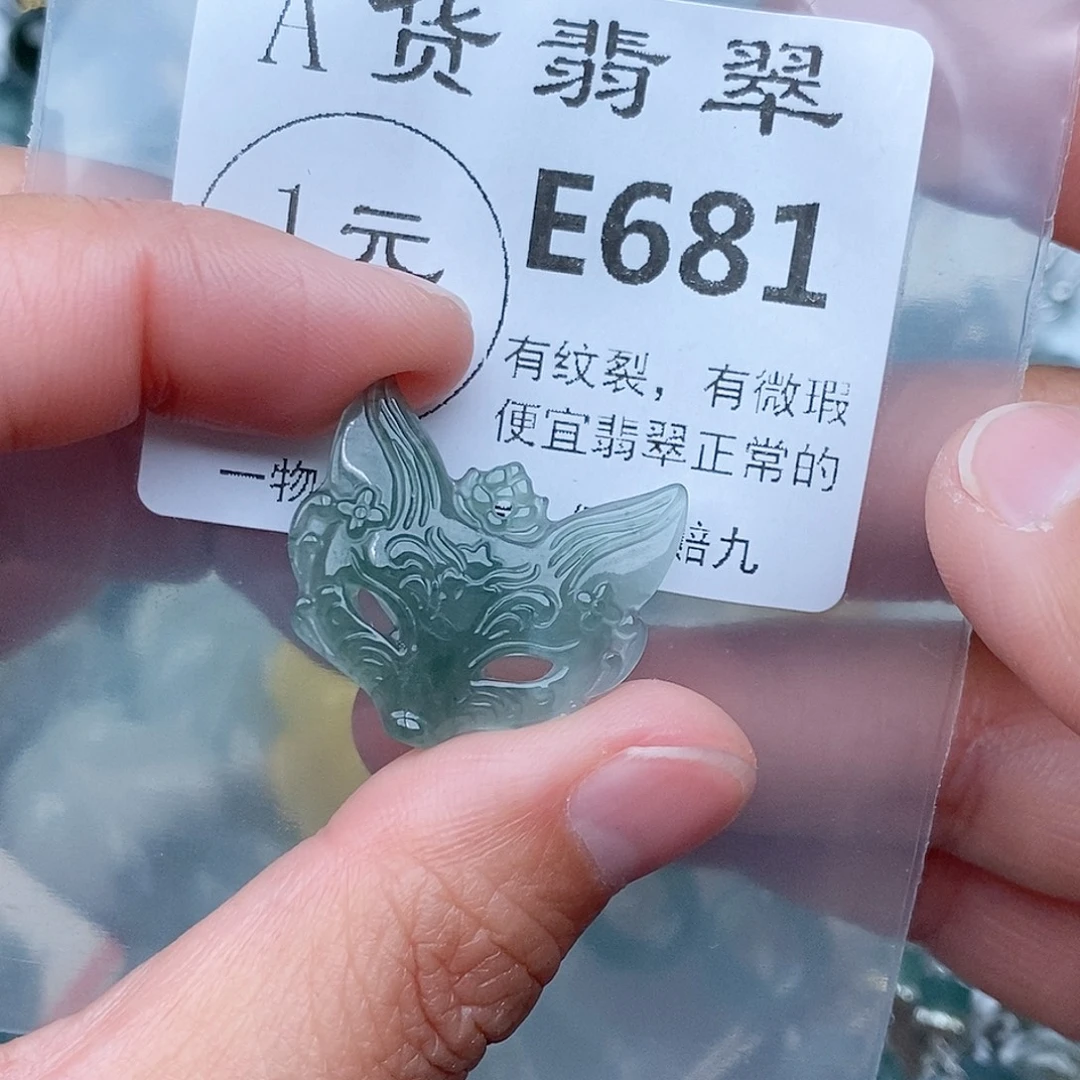 A货翡翠
1元
E681
有纹裂，有微瑕
便宜翡翠正常的
一物
赔九